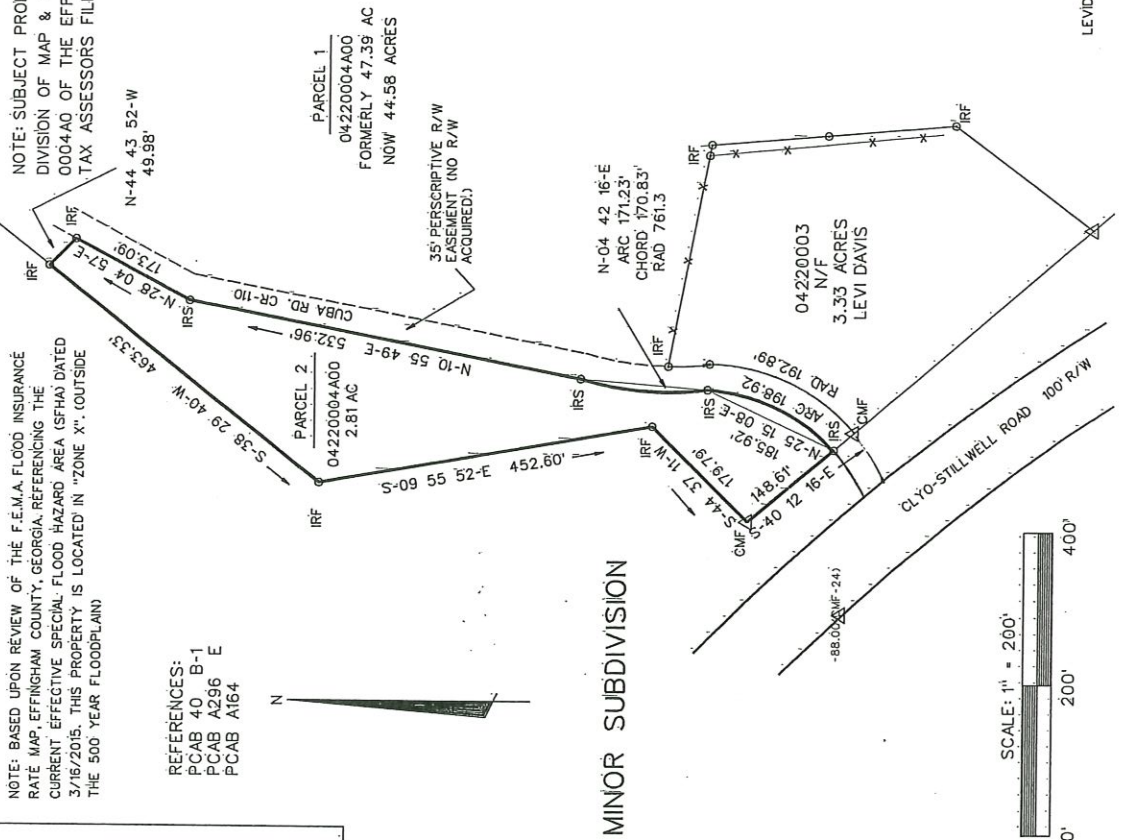 NOTE: BASED UPON REVIEW OF THE F.E.M.A. FLOOD INSURANCE
RATE MAP, EFFINGHAM COUNTY, GEORGIA, REFERENCING THE
CURRENT EFFECTIVE SPECIAL FLOOD HAZARD AREA (SFHA) DATED
3/16/2015. THIS PROPERTY IS LOCATED IN "ZONE X". (OUTSIDE
THE 500 YEAR FLOODPLAIN)
NOTE: SUBJECT
DIVISION OF MAP &
0004A0 OF THE
TAX ASSESSORS
REFERENCES:
PCAB 40 B-1
PCAB A296 E
PCAB A164
N
N-44 43 52-W
49.98'
IRF
IRF
N-28 04 57-E
173.09'
IRS
S-38 29 40-W
463.33'
PARCEL 1
04220004A00
FORMERLY 47.39 AC
NOW 44.58 ACRES
35' PERSCRIPTIVE R/W
EASEMENT (NO R/W
ACQUIRED!)
CUBA RD. CR-110
532.96'
N-10 55 49-E
PARCEL 2
04220004A00
2.81 AC
IRF
S-09 55 52-E 452.60'
IRF
IRS
N-04 42 16-E
ARC 171.23'
CHORD 170.83'
RAD 761.3
IRF
IRF
IRF
04220003
N/F
3.33 ACRES
LEVI DAVIS
IRS
RAD 192.89'
ARC 198.92
N-25 15 08-E
185.92'
IRS
CMF
S-44 37 11-W
179.79'
CMF
148.61'
S-40 12 16-E
CLYO-STILLWELL ROAD 100' R/W
MINOR SUBDIVISION
SCALE: 1" = 200'
0'
200'
400'